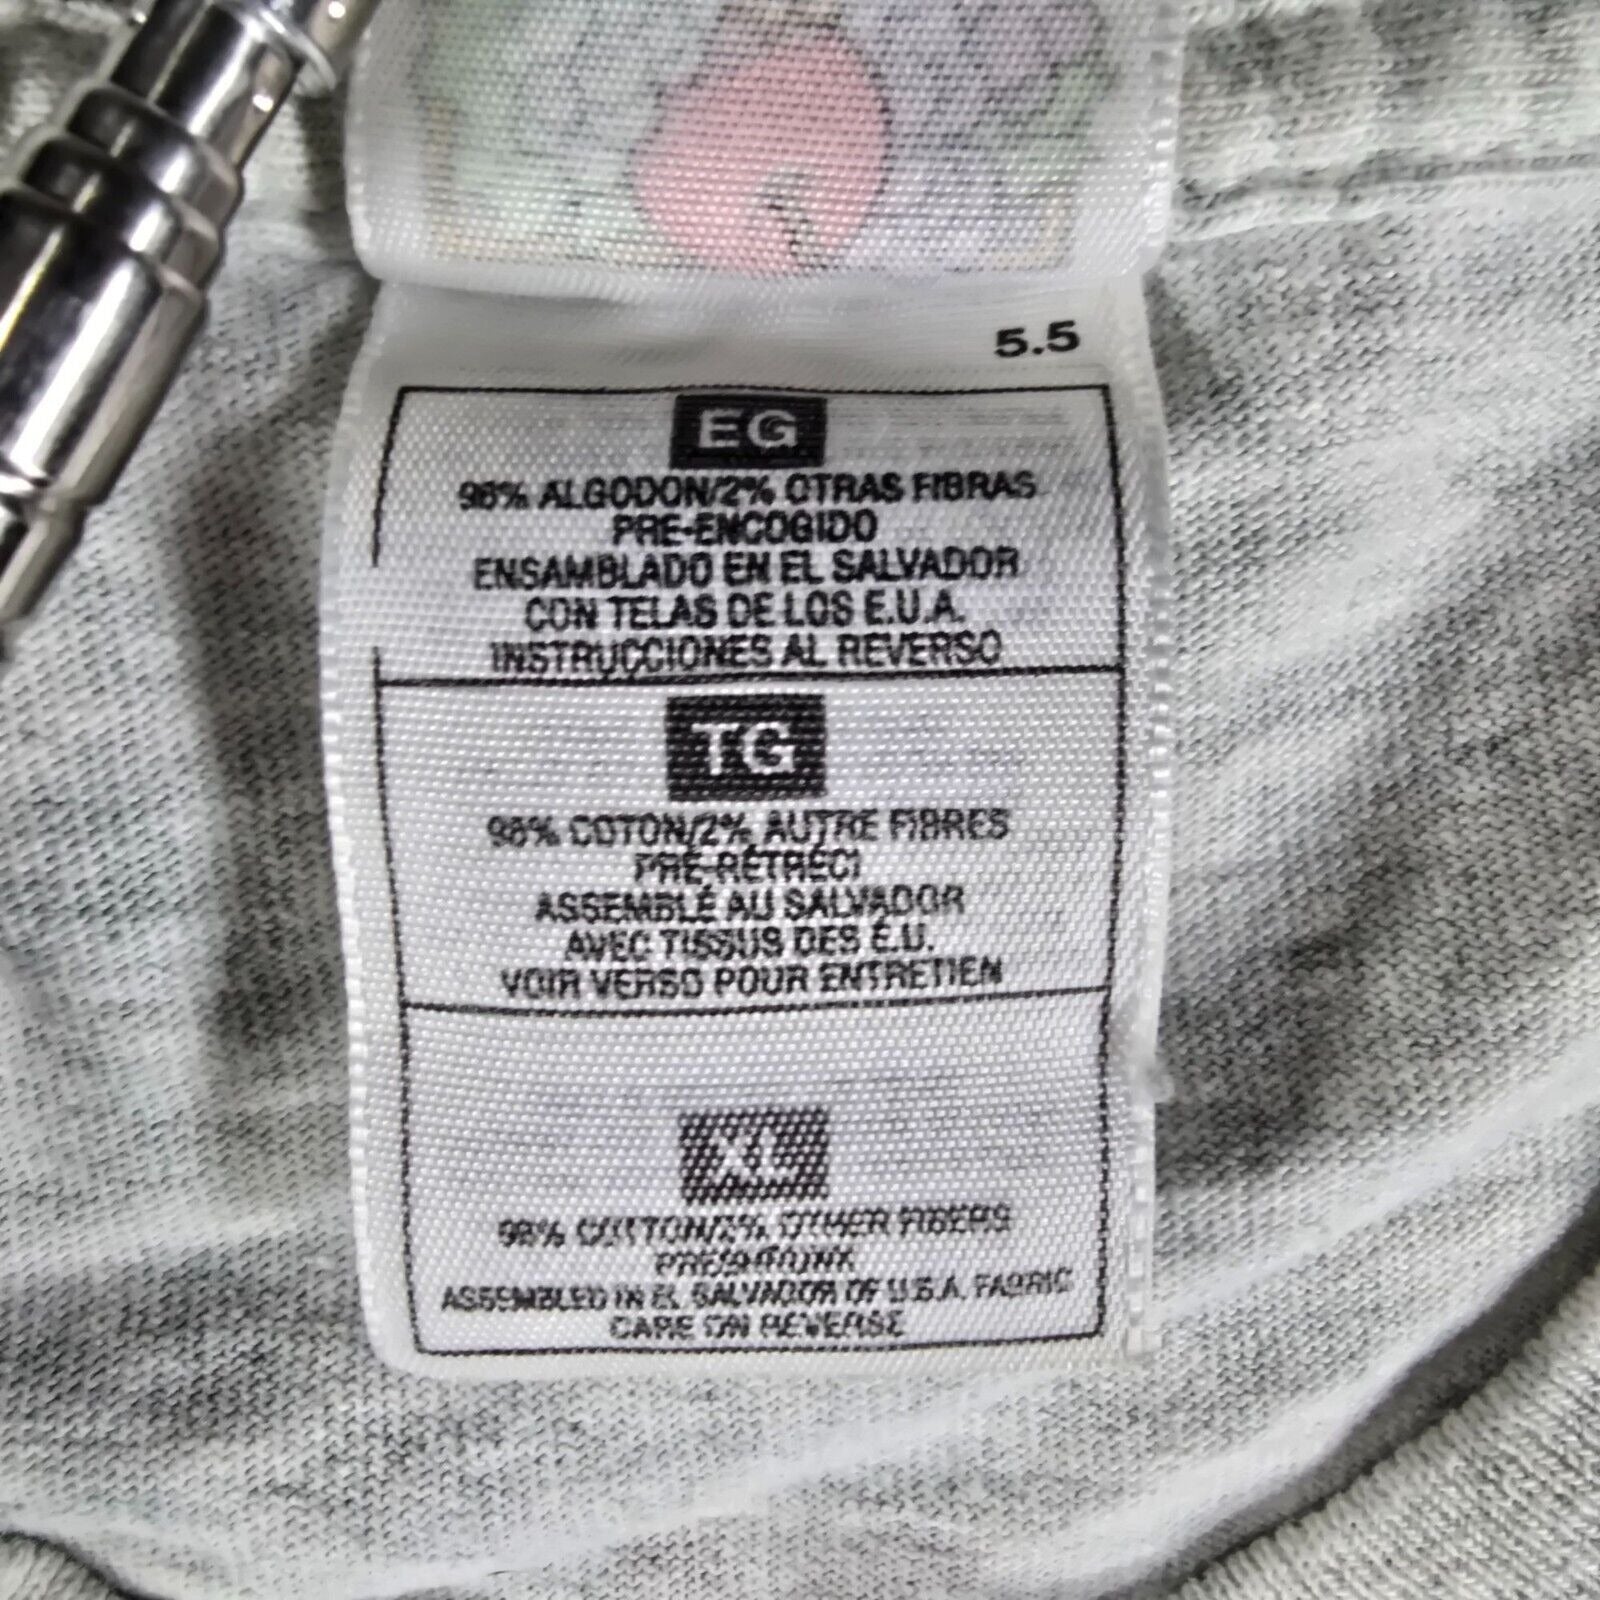 5.5
EG
98% ALGODON/2% OTRAS FIBRAS
PRE-ENCOGIDO
ENSAMBLADO EN EL SALVADOR
CON TELAS DE LOS E.U.A.
INSTRUCCIONES AL REVERSO
TG
98% COTON/2% AUTRE FIBRES
PRÉ-RÉTRÉCI
ASSEMBLÉ AU SALVADOR
AVEC TISSUS DES É.U.
VOIR VERSO POUR ENTRETIEN
XL
98% COTTON/2% OTHER FIBERS
PRESHRUNK
ASSEMBLED IN EL SALVADOR OF U.S.A. FABRIC
CARE ON REVERSE